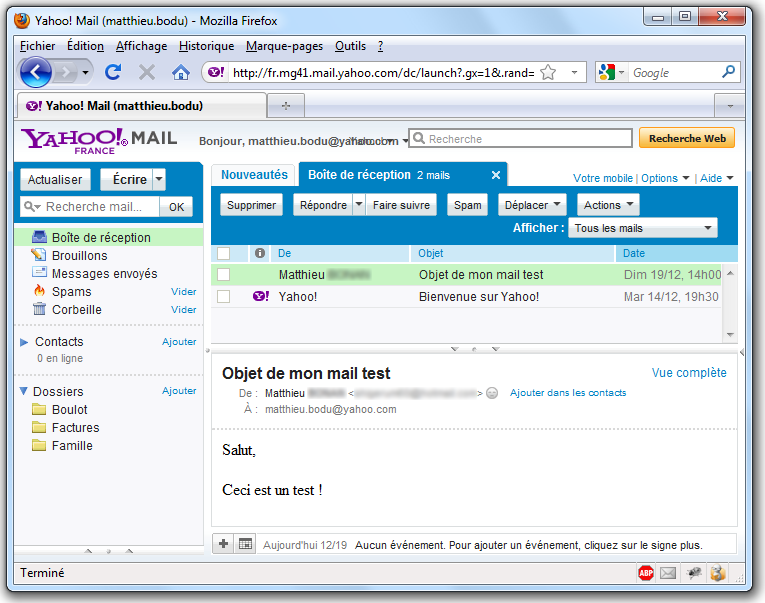 Yahoo! Mail (matthieu.bodu) - Mozilla Firefox
Fichier Édition Affichage Historique Marque-pages Outils ?
http://fr.mg41.mail.yahoo.com/dc/launch?.gx=1&.rand= Google
Yahoo! Mail (matthieu.bodu)
YAHOO! MAIL
FRANCE
Bonjour, matthieu.bodu@ Recherche Recherche Web
Actualiser Écrire
Recherche mail... OK
Boîte de réception
Brouillons
Messages envoyés
Spams Vider
Corbeille Vider
Contacts Ajouter
0 en ligne
Dossiers Ajouter
Boulot
Factures
Famille
Nouveautés Boîte de réception 2 mails Votre mobile | Options | Aide
Supprimer Répondre Faire suivre Spam Déplacer Actions
Afficher : Tous les mails
De Objet Date
Matthieu Objet de mon mail test Dim 19/12, 14h00
Y! Yahoo! Bienvenue sur Yahoo! Mar 14/12, 19h30
Objet de mon mail test Vue complète
De : Matthieu Ajouter dans les contacts
À : matthieu.bodu@yahoo.com
Salut,
Ceci est un test !
Aujourd'hui 12/19 Aucun événement. Pour ajouter un événement, cliquez sur le signe plus.
Terminé ABP